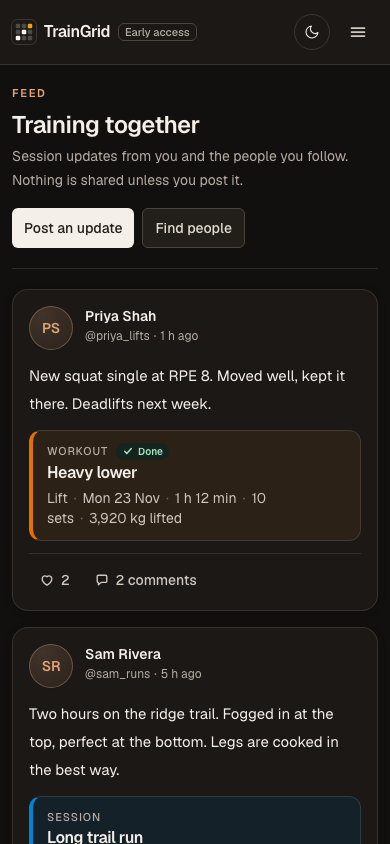 TrainGrid Early access
FEED
Training together
Session updates from you and the people you follow.
Nothing is shared unless you post it.
Post an update Find people
PS
Priya Shah
@priya_lifts · 1 h ago
New squat single at RPE 8. Moved well, kept it
there. Deadlifts next week.
WORKOUT Done
Heavy lower
Lift · Mon 23 Nov · 1 h 12 min · 10
sets · 3,920 kg lifted
2 2 comments
SR
Sam Rivera
@sam_runs · 5 h ago
Two hours on the ridge trail. Fogged in at the
top, perfect at the bottom. Legs are cooked in
the best way.
SESSION
Long trail run